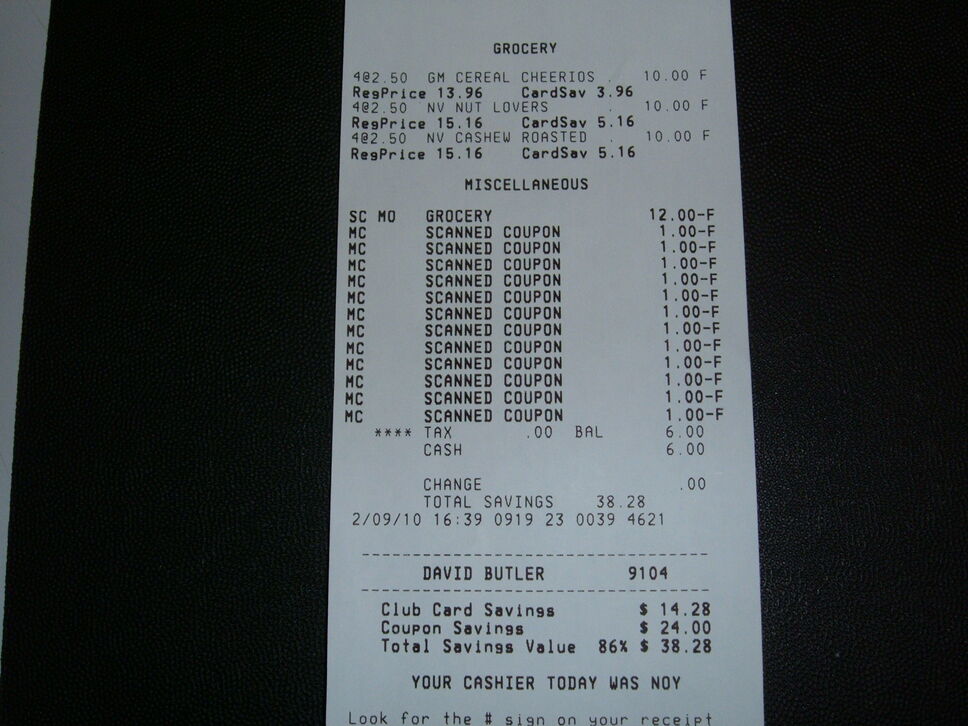 GROCERY
4@2.50 GM CEREAL CHEERIOS . 10.00 F
RegPrice 13.96 CardSav 3.96
4@2.50 NV NUT LOVERS . 10.00 F
RegPrice 15.16 CardSav 5.16
4@2.50 NV CASHEW ROASTED . 10.00 F
RegPrice 15.16 CardSav 5.16
MISCELLANEOUS
SC MO GROCERY 12.00-F
MC SCANNED COUPON 1.00-F
MC SCANNED COUPON 1.00-F
MC SCANNED COUPON 1.00-F
MC SCANNED COUPON 1.00-F
MC SCANNED COUPON 1.00-F
MC SCANNED COUPON 1.00-F
MC SCANNED COUPON 1.00-F
MC SCANNED COUPON 1.00-F
MC SCANNED COUPON 1.00-F
MC SCANNED COUPON 1.00-F
MC SCANNED COUPON 1.00-F
MC SCANNED COUPON 1.00-F
**** TAX .00 BAL 6.00
CASH 6.00
CHANGE .00
TOTAL SAVINGS 38.28
2/09/10 16:39 0919 23 0039 4621
DAVID BUTLER 9104
Club Card Savings $ 14.28
Coupon Savings $ 24.00
Total Savings Value 86% $ 38.28
YOUR CASHIER TODAY WAS NOY
Look for the # sign on your receipt